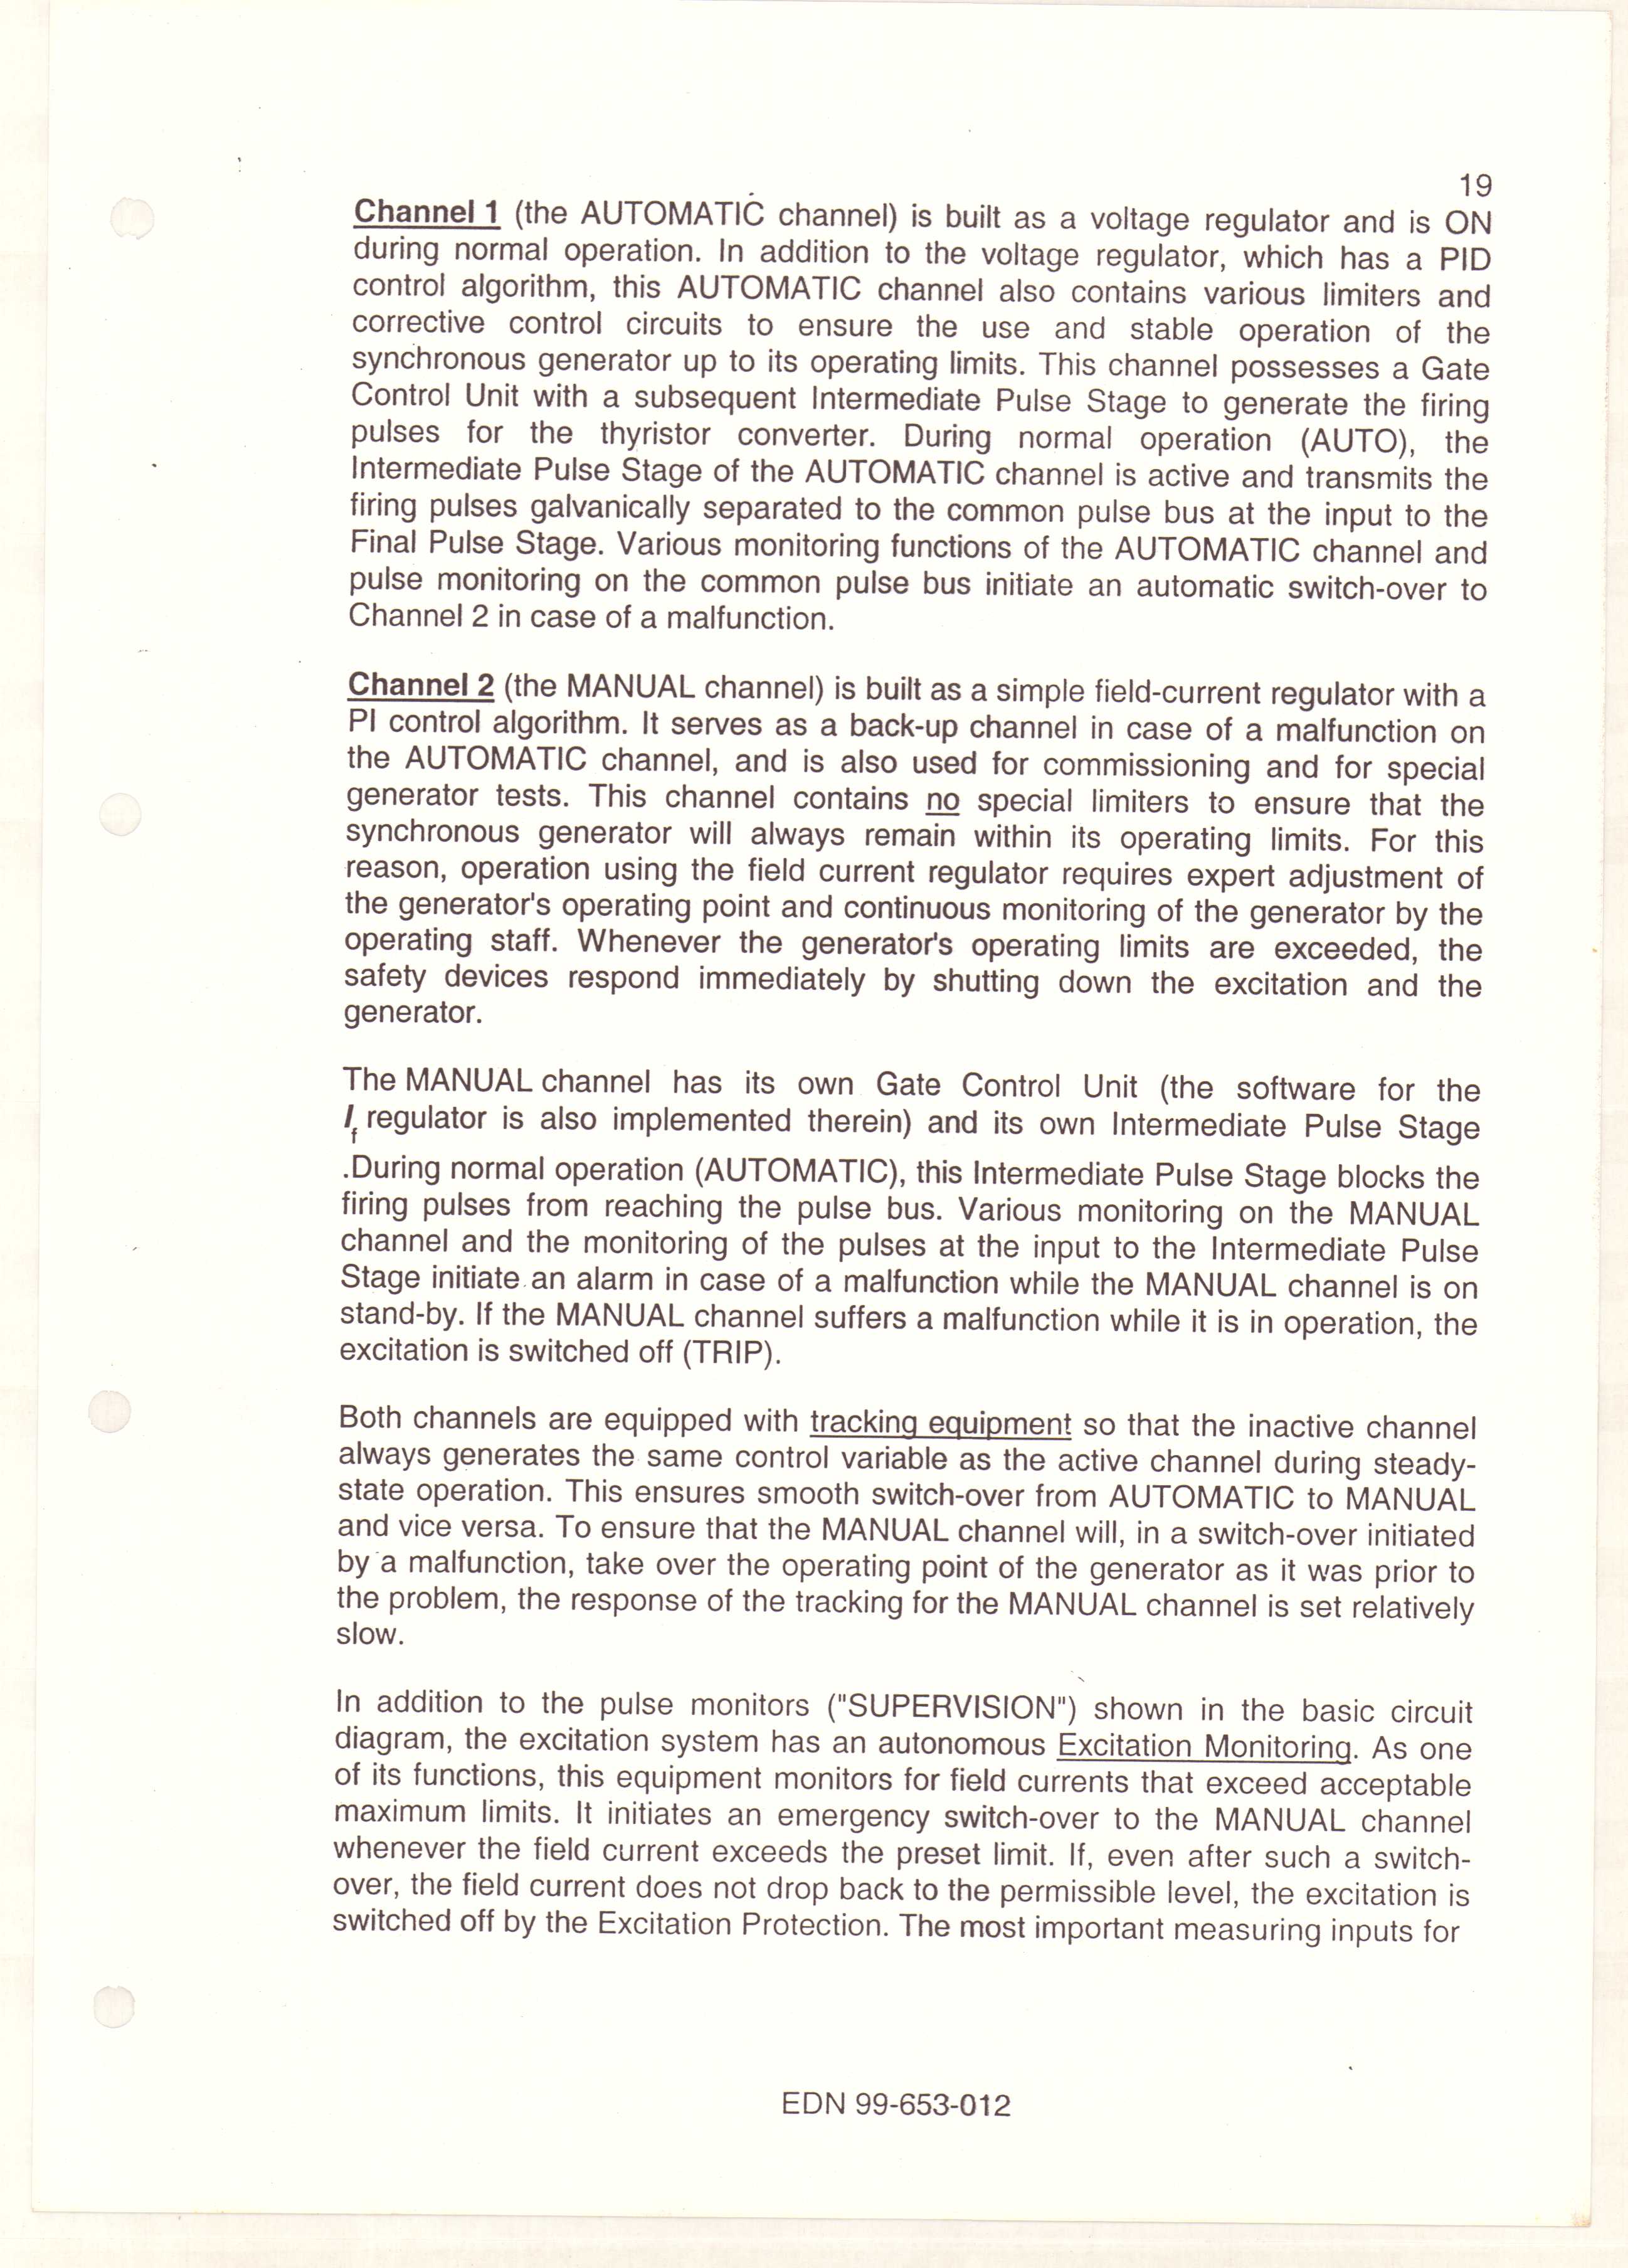 19
Channel 1 (the AUTOMATIC channel) is built as a voltage regulator and is ON
during normal operation. In addition to the voltage regulator, which has a PID
control algorithm, this AUTOMATIC channel also contains various limiters and
corrective control circuits to ensure the use and stable operation of the
synchronous generator up to its operating limits. This channel possesses a Gate
Control Unit with a subsequent Intermediate Pulse Stage to generate the firing
pulses for the thyristor converter. During normal operation (AUTO), the
Intermediate Pulse Stage of the AUTOMATIC channel is active and transmits the
firing pulses galvanically separated to the common pulse bus at the input to the
Final Pulse Stage. Various monitoring functions of the AUTOMATIC channel and
pulse monitoring on the common pulse bus initiate an automatic switch-over to
Channel 2 in case of a malfunction.
Channel 2 (the MANUAL channel) is built as a simple field-current regulator with a
PI control algorithm. It serves as a back-up channel in case of a malfunction on
the AUTOMATIC channel, and is also used for commissioning and for special
generator tests. This channel contains no special limiters to ensure that the
synchronous generator will always remain within its operating limits. For this
reason, operation using the field current regulator requires expert adjustment of
the generator's operating point and continuous monitoring of the generator by the
operating staff. Whenever the generator's operating limits are exceeded, the
safety devices respond immediately by shutting down the excitation and the
generator.
The MANUAL channel has its own Gate Control Unit (the software for the
If regulator is also implemented therein) and its own Intermediate Pulse Stage
.During normal operation (AUTOMATIC), this Intermediate Pulse Stage blocks the
firing pulses from reaching the pulse bus. Various monitoring on the MANUAL
channel and the monitoring of the pulses at the input to the Intermediate Pulse
Stage initiate an alarm in case of a malfunction while the MANUAL channel is on
stand-by. If the MANUAL channel suffers a malfunction while it is in operation, the
excitation is switched off (TRIP).
Both channels are equipped with tracking equipment so that the inactive channel
always generates the same control variable as the active channel during steady-
state operation. This ensures smooth switch-over from AUTOMATIC to MANUAL
and vice versa. To ensure that the MANUAL channel will, in a switch-over initiated
by a malfunction, take over the operating point of the generator as it was prior to
the problem, the response of the tracking for the MANUAL channel is set relatively
slow.
In addition to the pulse monitors ("SUPERVISION") shown in the basic circuit
diagram, the excitation system has an autonomous Excitation Monitoring. As one
of its functions, this equipment monitors for field currents that exceed acceptable
maximum limits. It initiates an emergency switch-over to the MANUAL channel
whenever the field current exceeds the preset limit. If, even after such a switch-
over, the field current does not drop back to the permissible level, the excitation is
switched off by the Excitation Protection. The most important measuring inputs for
EDN 99-653-012